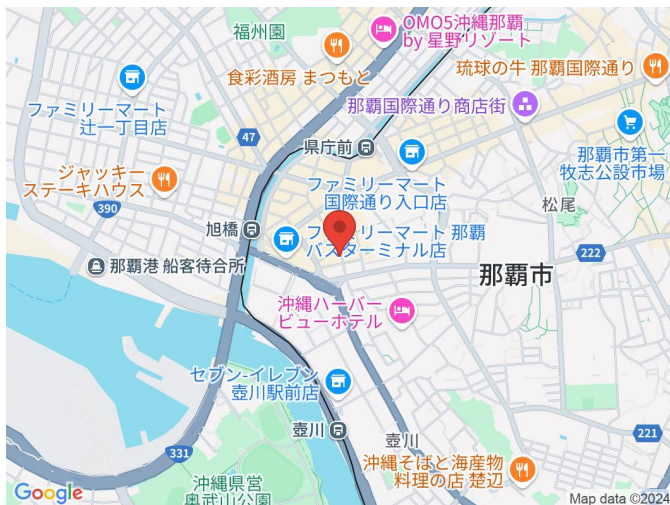 福州園
OMO5沖縄那覇
by 星野リゾート
食彩酒房 まつもと
琉球の牛 那覇国際通り
ファミリーマート
辻一丁目店
那覇国際通り商店街
47
県庁前
那覇市第一
牧志公設市場
ジャッキー
ステーキハウス
ファミリーマート
国際通り入口店
松尾
390
旭橋
ファミリーマート 那覇
バスターミナル店
222
那覇港 船客待合所
那覇市
沖縄ハーバー
ビューホテル
セブン-イレブン
壺川駅前店
壺川
壺川
221
331
沖縄そばと海産物
料理の店 楚辺
沖縄県営
奥武山公園
Google
Map data ©2024